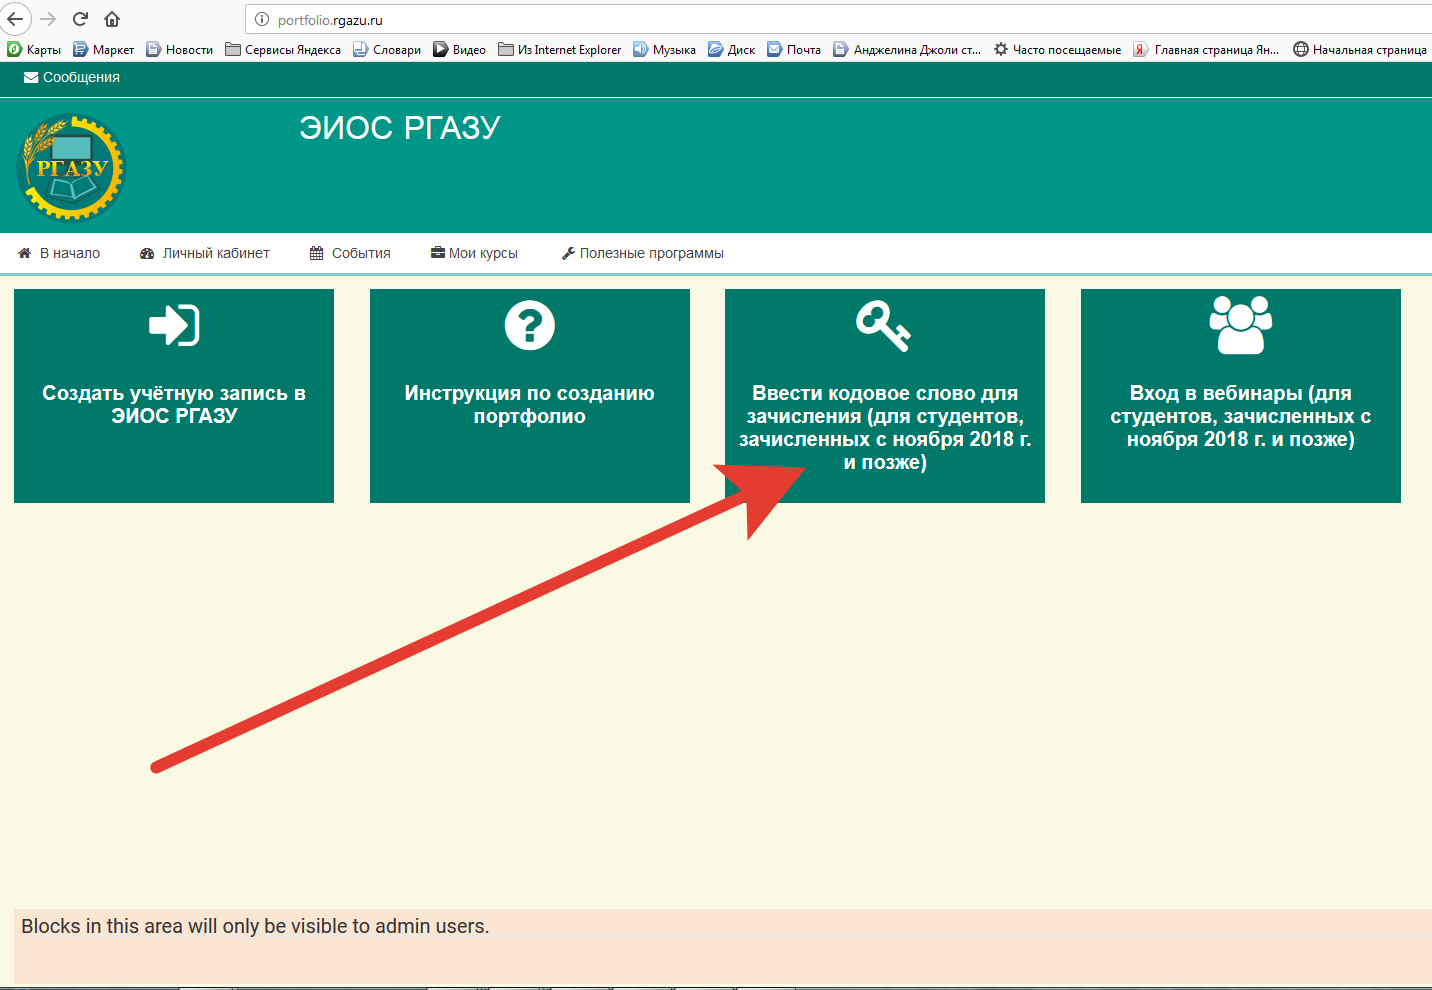 portfolio.rgazu.ru
Карты Маркет Новости Сервисы Яндекса Словари Видео Из Internet Explorer Музыка Диск Почта Анджелина Джоли ст... Часто посещаемые Я Главная страница Ян... Начальная страница
Сообщения
РГАЗУ
ЭИОС РГАЗУ
В начало Личный кабинет События Мои курсы Полезные программы
Создать учётную запись в
ЭИОС РГАЗУ
Инструкция по созданию
портфолио
Ввести кодовое слово для
зачисления (для студентов,
зачисленных с ноября 2018 г.
и позже)
Вход в вебинары (для
студентов, зачисленных с
ноября 2018 г. и позже)
Blocks in this area will only be visible to admin users.